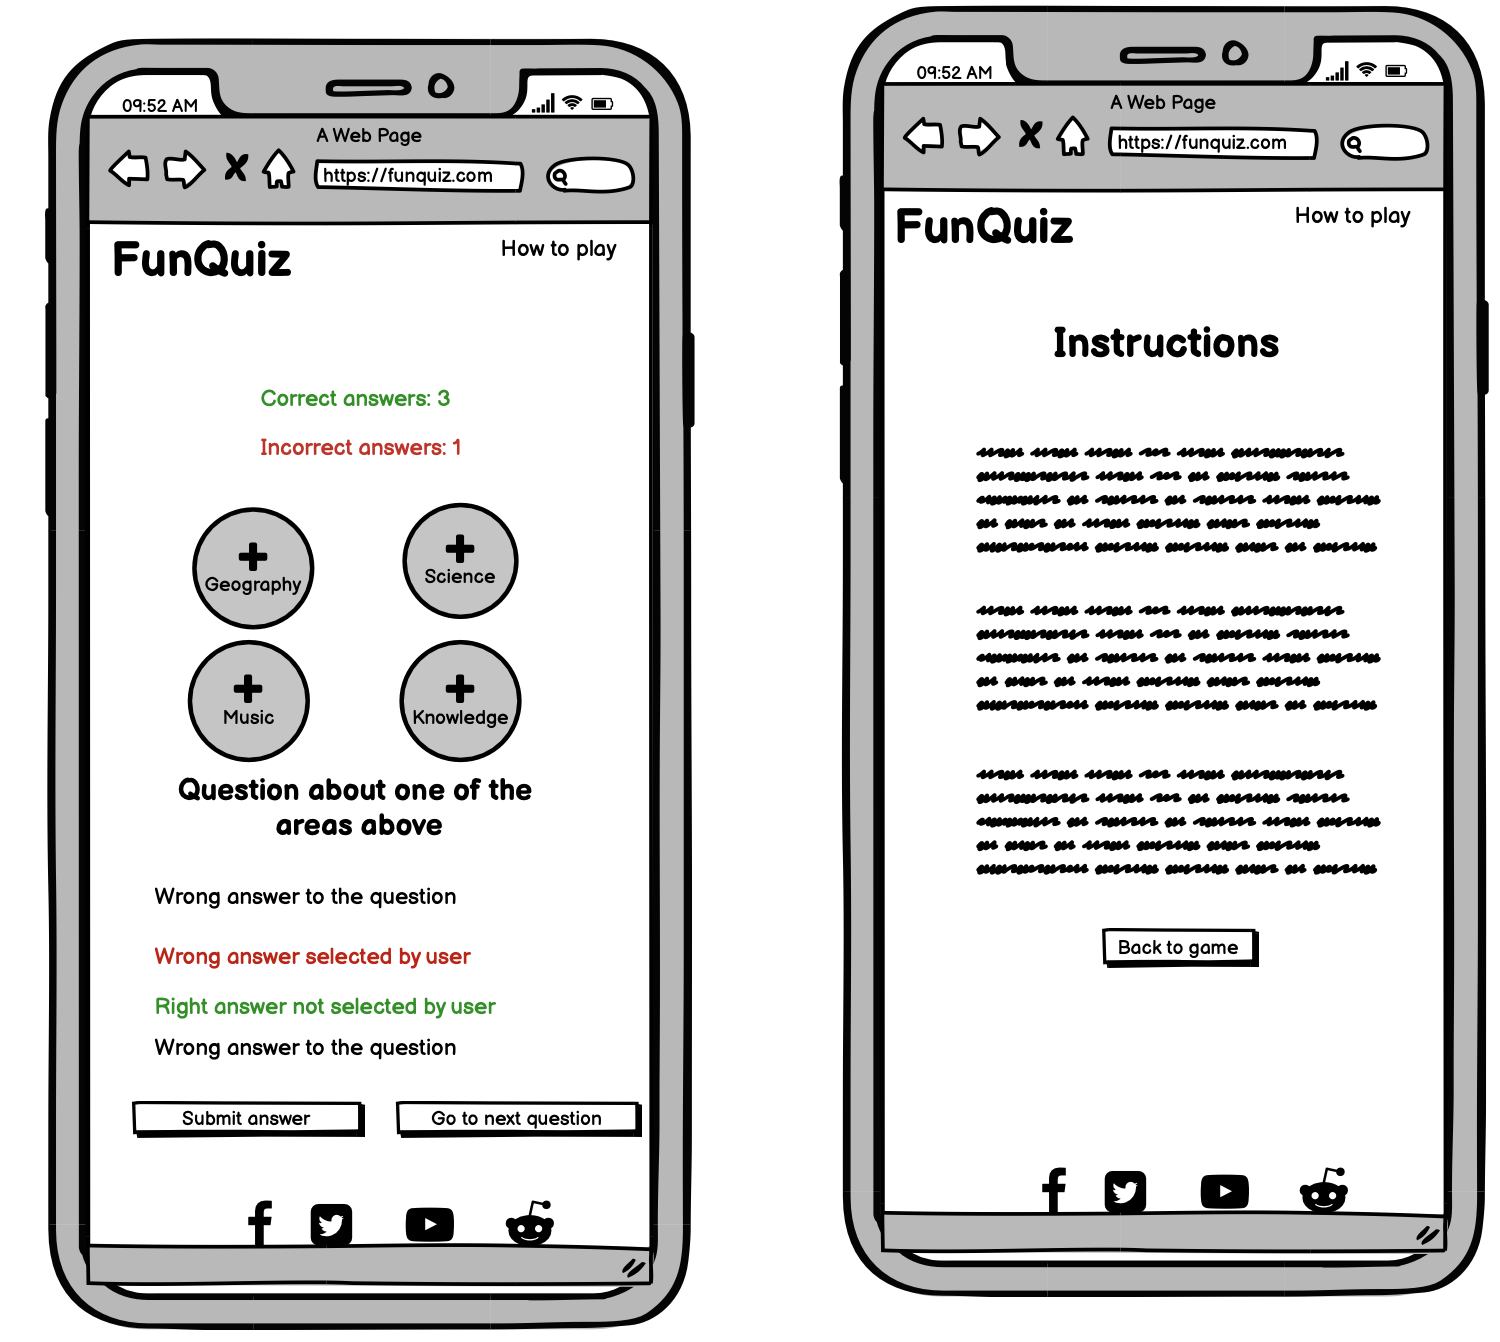 09:52 AM
A Web Page
https://funquiz.com
FunQuiz
How to play
Correct answers: 3
Incorrect answers: 1
Geography
Science
Music
Knowledge
Question about one of the
areas above
Wrong answer to the question
Wrong answer selected by user
Right answer not selected by user
Wrong answer to the question
Submit answer
Go to next question
09:52 AM
A Web Page
https://funquiz.com
FunQuiz
How to play
Instructions
Back to game